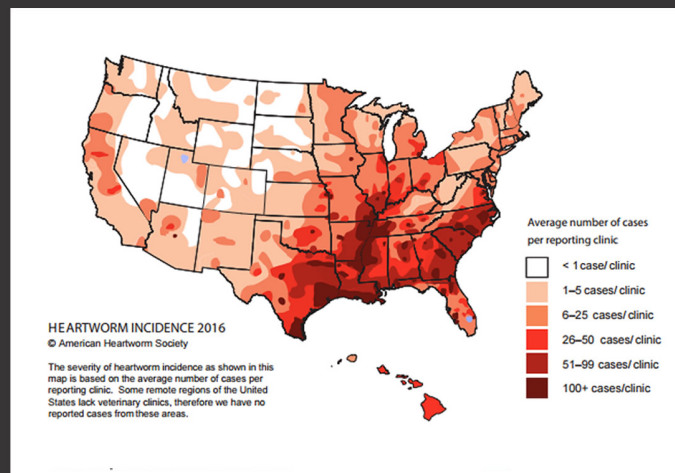 Average number of cases
per reporting clinic
< 1 case/ clinic
1–5 cases/ clinic
6–25 cases/ clinic
26–50 cases/ clinic
51–99 cases/ clinic
100+ cases/clinic
HEARTWORM INCIDENCE 2016
© American Heartworm Society
The severity of heartworm incidence as shown in this
map is based on the average number of cases per
reporting clinic. Some remote regions of the United
States lack veterinary clinics, therefore we have no
reported cases from these areas.